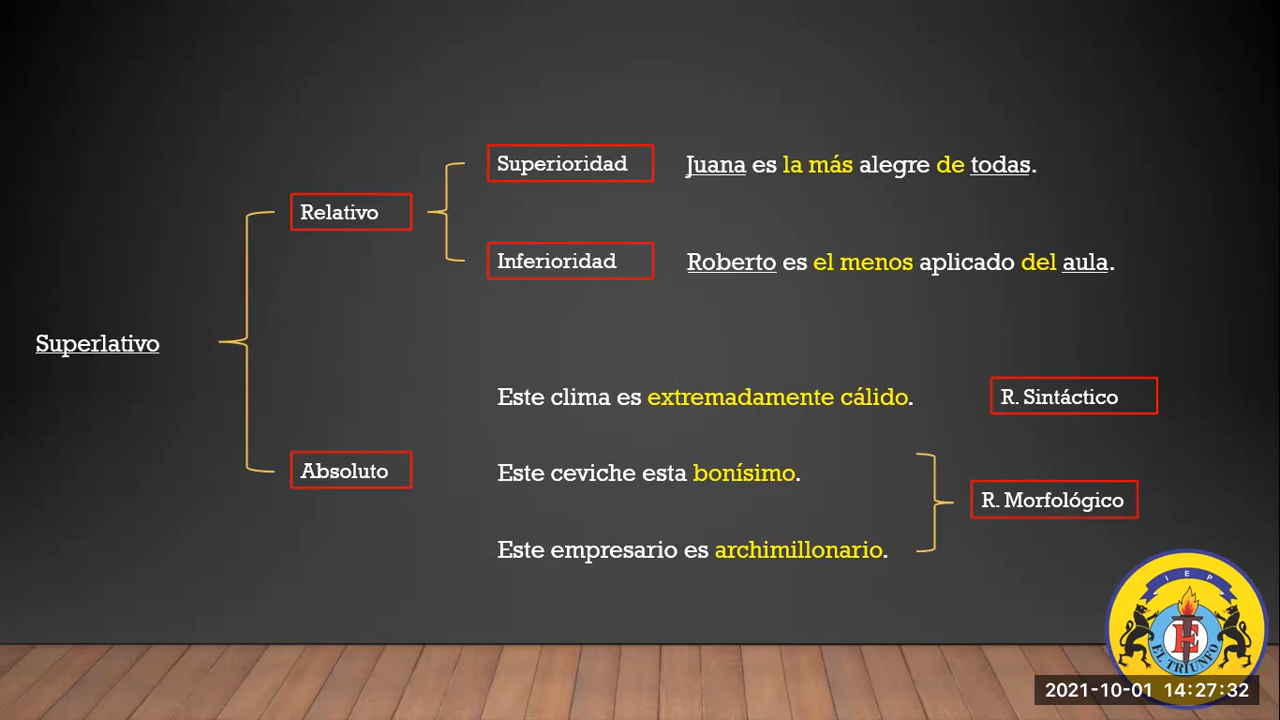 Superioridad
Juana es la más alegre de todas.
Relativo
Inferioridad
Roberto es el menos aplicado del aula.
Superlativo
Este clima es extremadamente cálido.
R. Sintáctico
Absoluto
Este ceviche esta bonísimo.
R. Morfológico
Este empresario es archimillonario.
I E P
E
EL TRIUNFO
2021-10-01 14:27:32